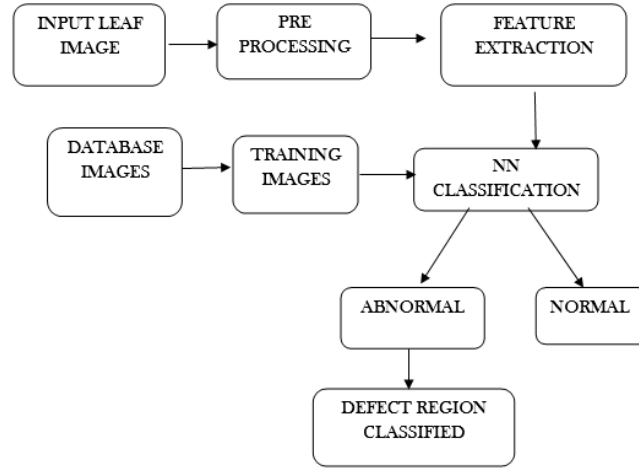 INPUT LEAF
IMAGE
PRE
PROCESSING
FEATURE
EXTRACTION
DATABASE
IMAGES
TRAINING
IMAGES
NN
CLASSIFICATION
ABNORMAL
NORMAL
DEFECT REGION
CLASSIFIED